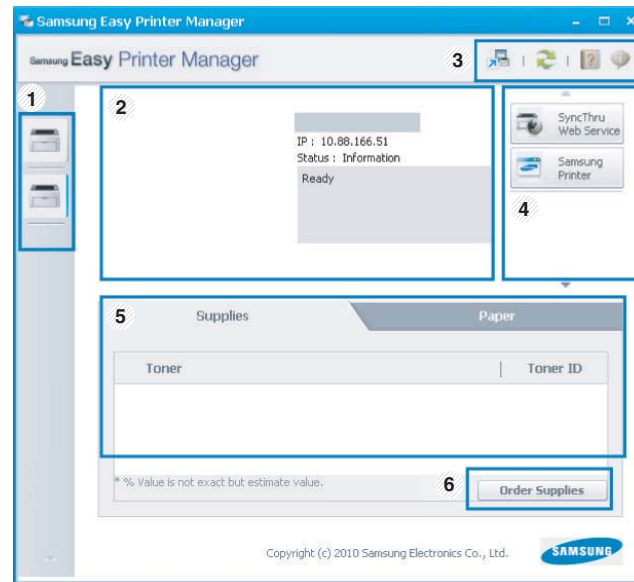 Samsung Easy Printer Manager
Samsung Easy Printer Manager
3
1
2
IP : 10.88.166.51
Status : Information
Ready
SyncThru
Web Service
Samsung
Printer
4
5
Supplies
Paper
Toner
Toner ID
* % Value is not exact but estimate value.
6
Order Supplies
Copyright (c) 2010 Samsung Electronics Co., Ltd.
SAMSUNG